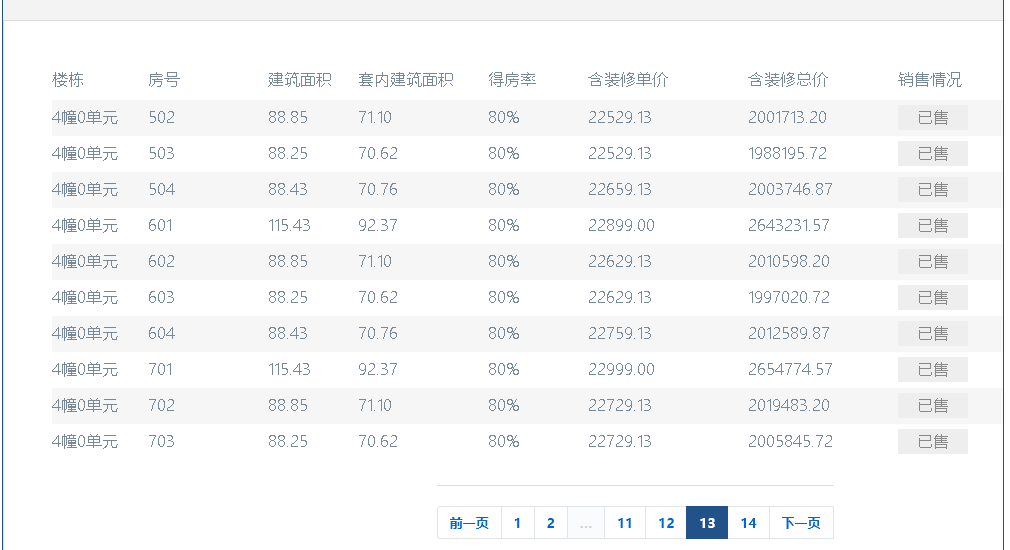 楼栋 房号 建筑面积 套内建筑面积 得房率 含装修单价 含装修总价 销售情况
4幢0单元 502 88.85 71.10 80% 22529.13 2001713.20 已售
4幢0单元 503 88.25 70.62 80% 22529.13 1988195.72 已售
4幢0单元 504 88.43 70.76 80% 22659.13 2003746.87 已售
4幢0单元 601 115.43 92.37 80% 22899.00 2643231.57 已售
4幢0单元 602 88.85 71.10 80% 22629.13 2010598.20 已售
4幢0单元 603 88.25 70.62 80% 22629.13 1997020.72 已售
4幢0单元 604 88.43 70.76 80% 22759.13 2012589.87 已售
4幢0单元 701 115.43 92.37 80% 22999.00 2654774.57 已售
4幢0单元 702 88.85 71.10 80% 22729.13 2019483.20 已售
4幢0单元 703 88.25 70.62 80% 22729.13 2005845.72 已售
前一页 1 2 ... 11 12 13 14 下一页